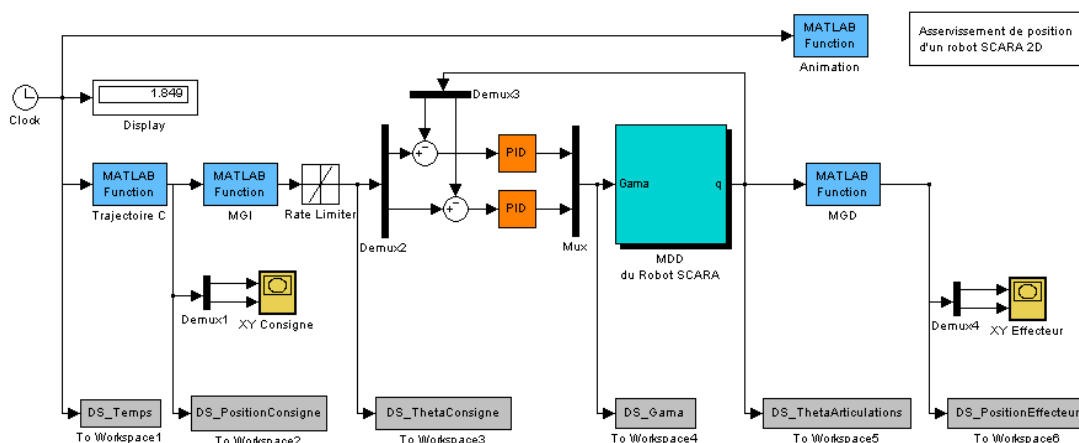 MATLAB
Function
Animation
Asservissement de position
d'un robot SCARA 2D
Clock
1.849
Display
Demux3
MATLAB
Function
Trajectoire C
MATLAB
Function
MGI
Rate Limiter
Demux2
+
-
PID
+
-
PID
Mux
Gama
q
MDD
du Robot SCARA
MATLAB
Function
MGD
Demux1
XY Consigne
Demux4
XY Effecteur
DS_Temps
To Workspace1
DS_PositionConsigne
To Workspace2
DS_ThetaConsigne
To Workspace3
DS_Gama
To Workspace4
DS_ThetaArticulations
To Workspace5
DS_PositionEffecteur
To Workspace6